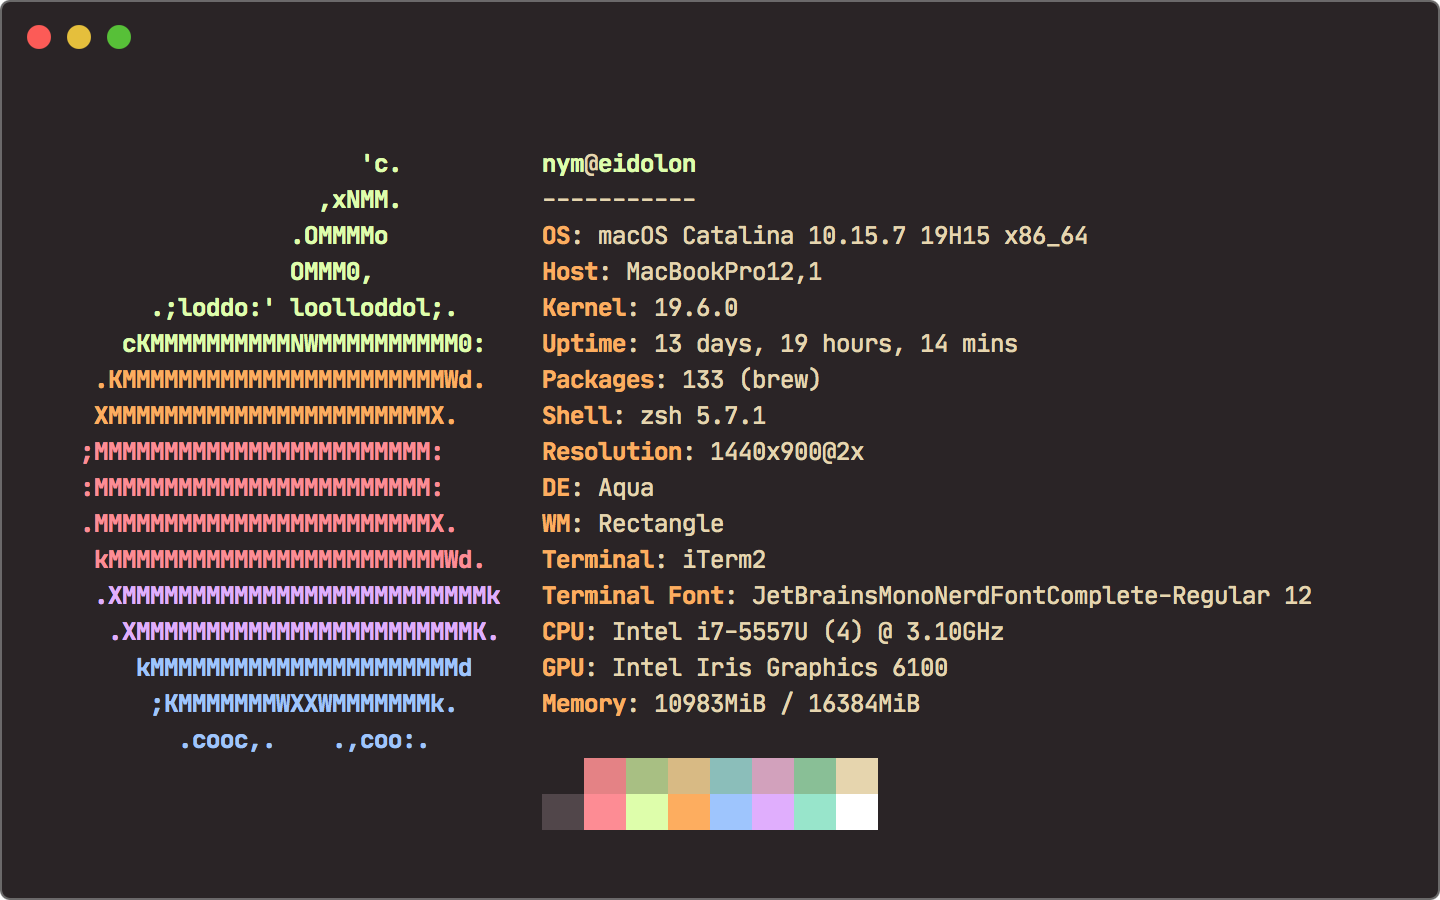 'c.
,xNMM.
.OMMMMo
OMMM0,
.;loddo:' loolloddol;.
cKMMMMMMMMMMNWMMMMMMMMMM0:
.KMMMMMMMMMMMMMMMMMMMMMMMWd.
XMMMMMMMMMMMMMMMMMMMMMMMX.
;MMMMMMMMMMMMMMMMMMMMMMMM:
:MMMMMMMMMMMMMMMMMMMMMMMM:
.MMMMMMMMMMMMMMMMMMMMMMMMX.
kMMMMMMMMMMMMMMMMMMMMMMMMWd.
.XMMMMMMMMMMMMMMMMMMMMMMMMMMk
.XMMMMMMMMMMMMMMMMMMMMMMMMK.
kMMMMMMMMMMMMMMMMMMMMMMd
;KMMMMMMMWXXWMMMMMMMk.
.cooc,.    .,coo:.
nym@eidolon
-----------
OS: macOS Catalina 10.15.7 19H15 x86_64
Host: MacBookPro12,1
Kernel: 19.6.0
Uptime: 13 days, 19 hours, 14 mins
Packages: 133 (brew)
Shell: zsh 5.7.1
Resolution: 1440x900@2x
DE: Aqua
WM: Rectangle
Terminal: iTerm2
Terminal Font: JetBrainsMonoNerdFontComplete-Regular 12
CPU: Intel i7-5557U (4) @ 3.10GHz
GPU: Intel Iris Graphics 6100
Memory: 10983MiB / 16384MiB